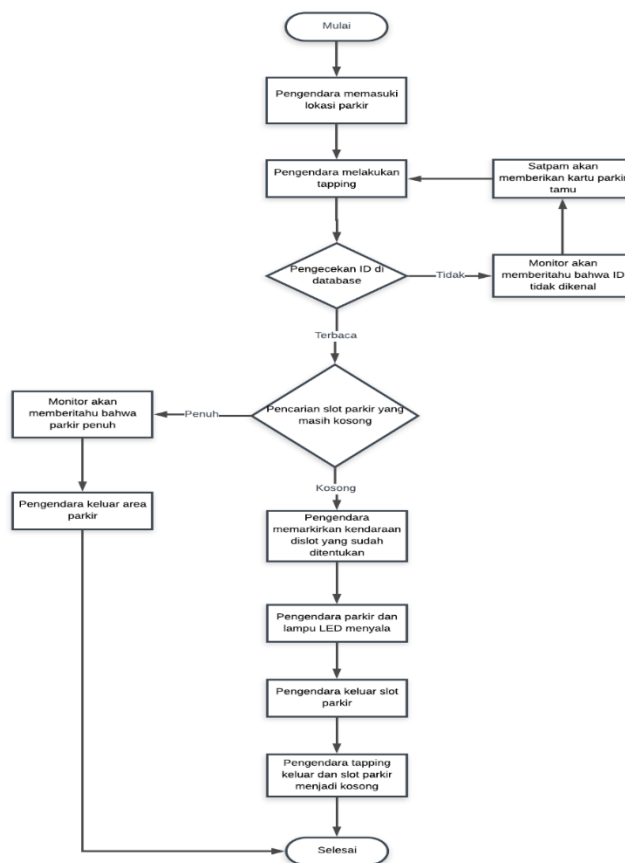 Mulai
Pengendara memasuki
lokasi parkir
Pengendara melakukan
tapping
Satpam akan
memberikan kartu parkir
tamu
Pengecekan ID di
database
Tidak
Monitor akan
memberitahu bahwa ID
tidak dikenal
Terbaca
Pencarian slot parkir yang
masih kosong
Penuh
Monitor akan
memberitahu bahwa
parkir penuh
Pengendara keluar area
parkir
Kosong
Pengendara
memarkirkan kendaraan
dislot yang sudah
ditentukan
Pengendara parkir dan
lampu LED menyala
Pengendara keluar slot
parkir
Pengendara tapping
keluar dan slot parkir
menjadi kosong
Selesai